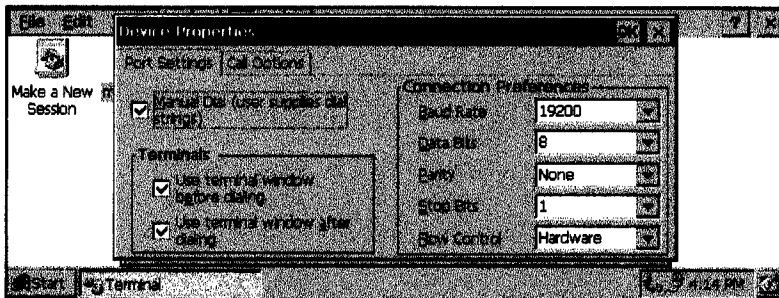 File Edit ? ×
Device Properties OK ×
Port Settings Call Options
Make a New
Session
Manual Dial (user supplies dial
strings)
Terminals
Use terminal window
before dialing
Use terminal window after
dialing
Connection Preferences
Baud Rate 19200
Data Bits 8
Parity None
Stop Bits 1
Flow Control Hardware
Start Terminal 4:14 PM